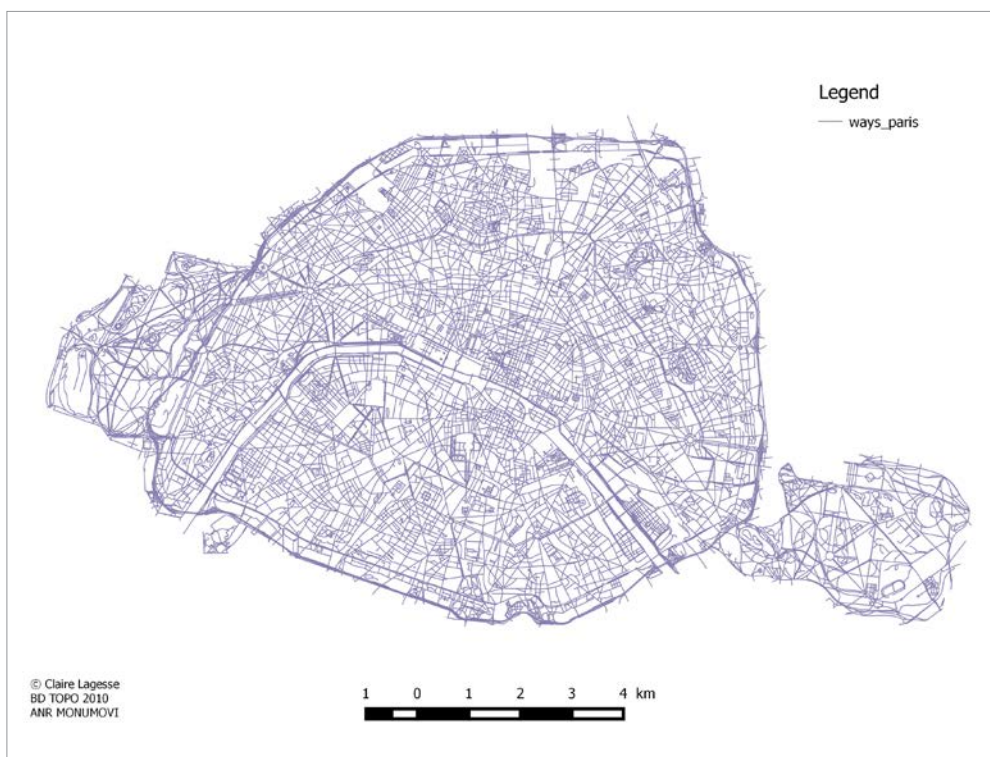 Legend
ways_paris
© Claire Lagesse
BD TOPO 2010
ANR MONUMOVI
1 0 1 2 3 4 km